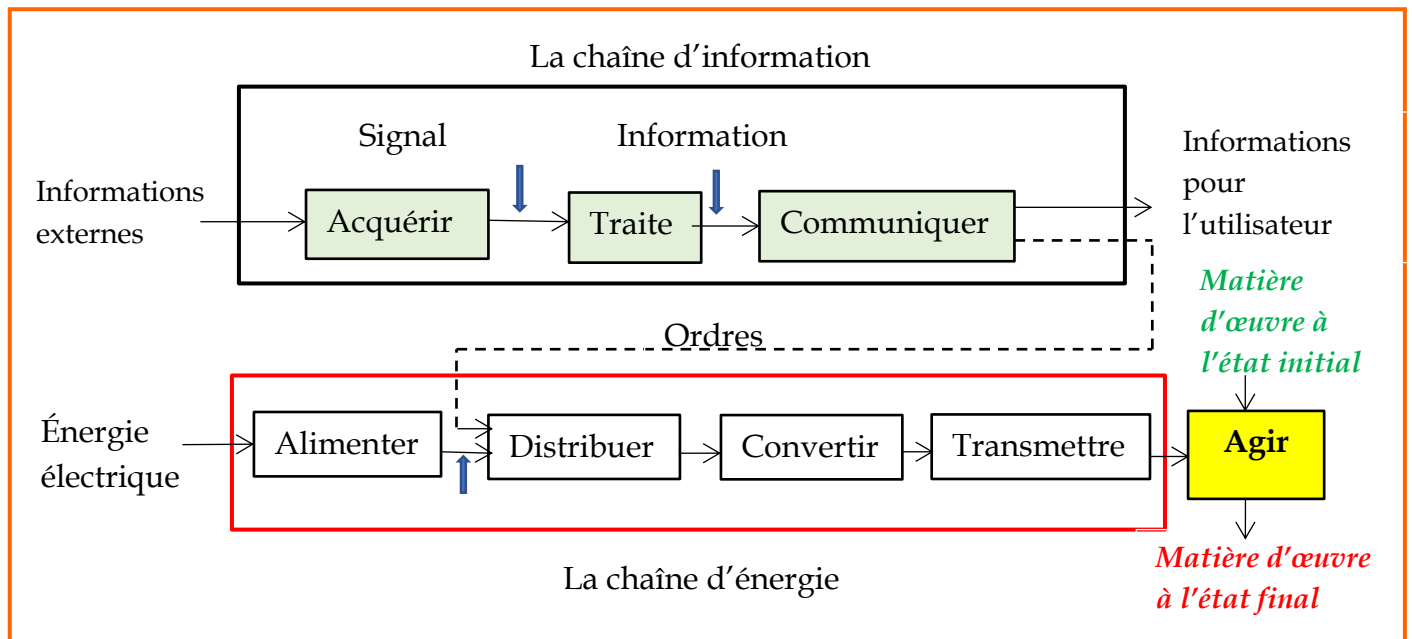 La chaîne d’information
Signal
Information
Informations
externes
Acquérir
Traite
Communiquer
Informations
pour
l’utilisateur
Ordres
Matière
d’œuvre à
l’état initial
Énergie
électrique
Alimenter
Distribuer
Convertir
Transmettre
Agir
La chaîne d’énergie
Matière d’œuvre
à l’état final